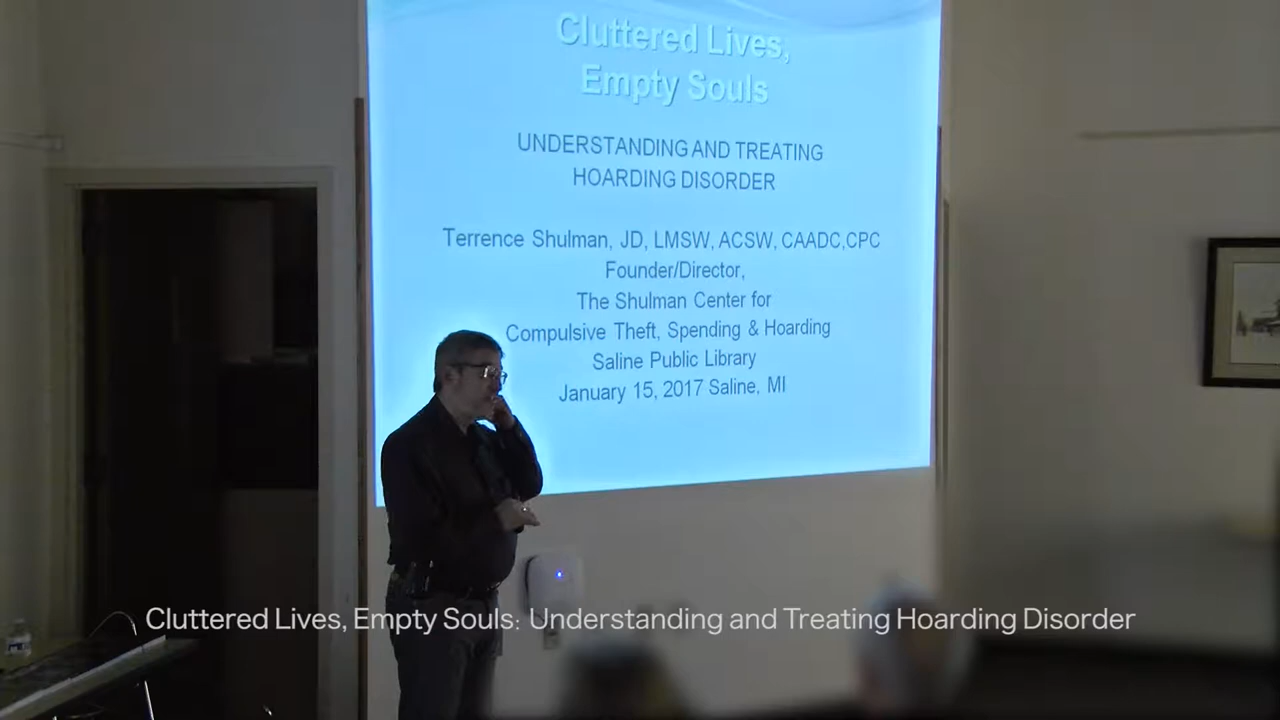 Cluttered Lives,
Empty Souls
UNDERSTANDING AND TREATING
HOARDING DISORDER
Terrence Shulman, JD, LMSW, ACSW, CAADC,CPC
Founder/Director,
The Shulman Center for
Compulsive Theft, Spending & Hoarding
Saline Public Library
January 15, 2017 Saline, MI
Cluttered Lives, Empty Souls: Understanding and Treating Hoarding Disorder